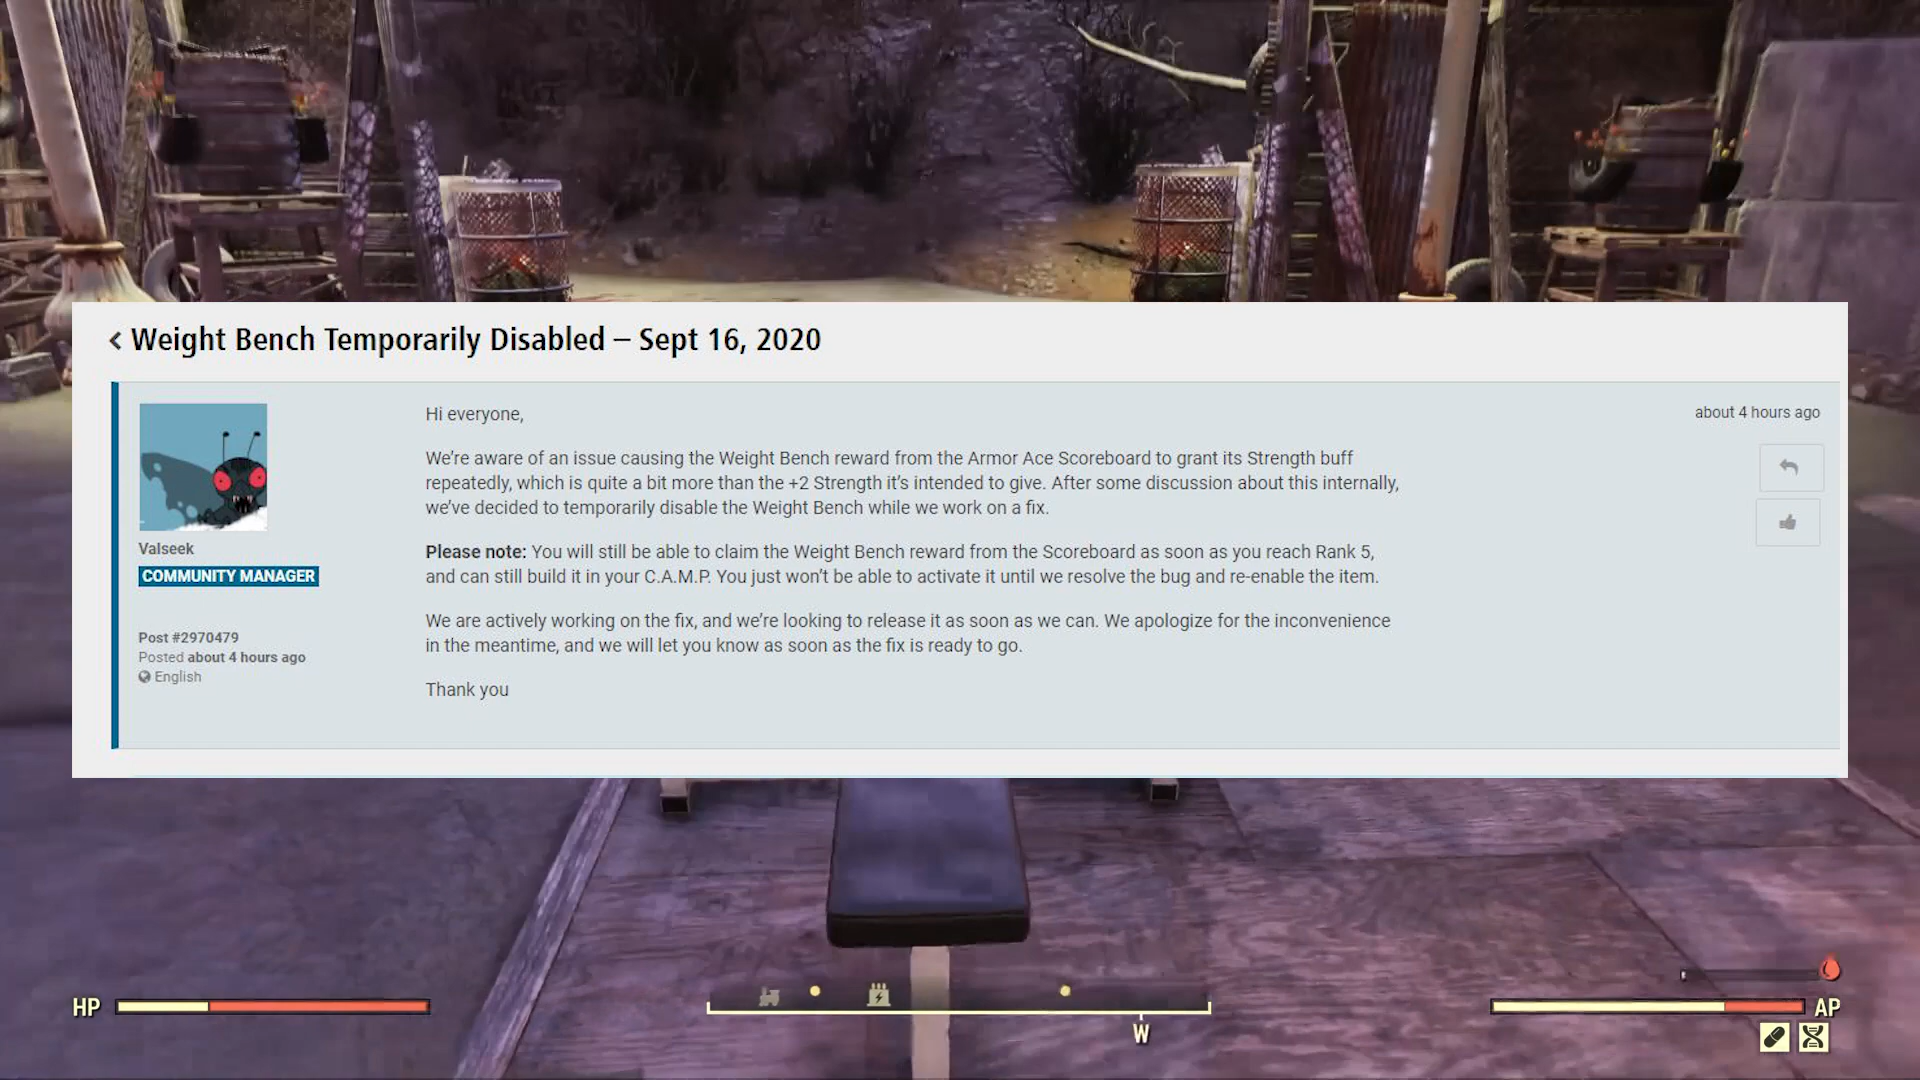 Weight Bench Temporarily Disabled – Sept 16, 2020
Hi everyone,
about 4 hours ago
We're aware of an issue causing the Weight Bench reward from the Armor Ace Scoreboard to grant its Strength buff
repeatedly, which is quite a bit more than the +2 Strength it's intended to give. After some discussion about this internally,
we've decided to temporarily disable the Weight Bench while we work on a fix.
Valseek
COMMUNITY MANAGER
Please note: You will still be able to claim the Weight Bench reward from the Scoreboard as soon as you reach Rank 5,
and can still build it in your C.A.M.P. You just won't be able to activate it until we resolve the bug and re-enable the item.
Post #2970479
Posted about 4 hours ago
English
We are actively working on the fix, and we're looking to release it as soon as we can. We apologize for the inconvenience
in the meantime, and we will let you know as soon as the fix is ready to go.
Thank you
HP
W
AP